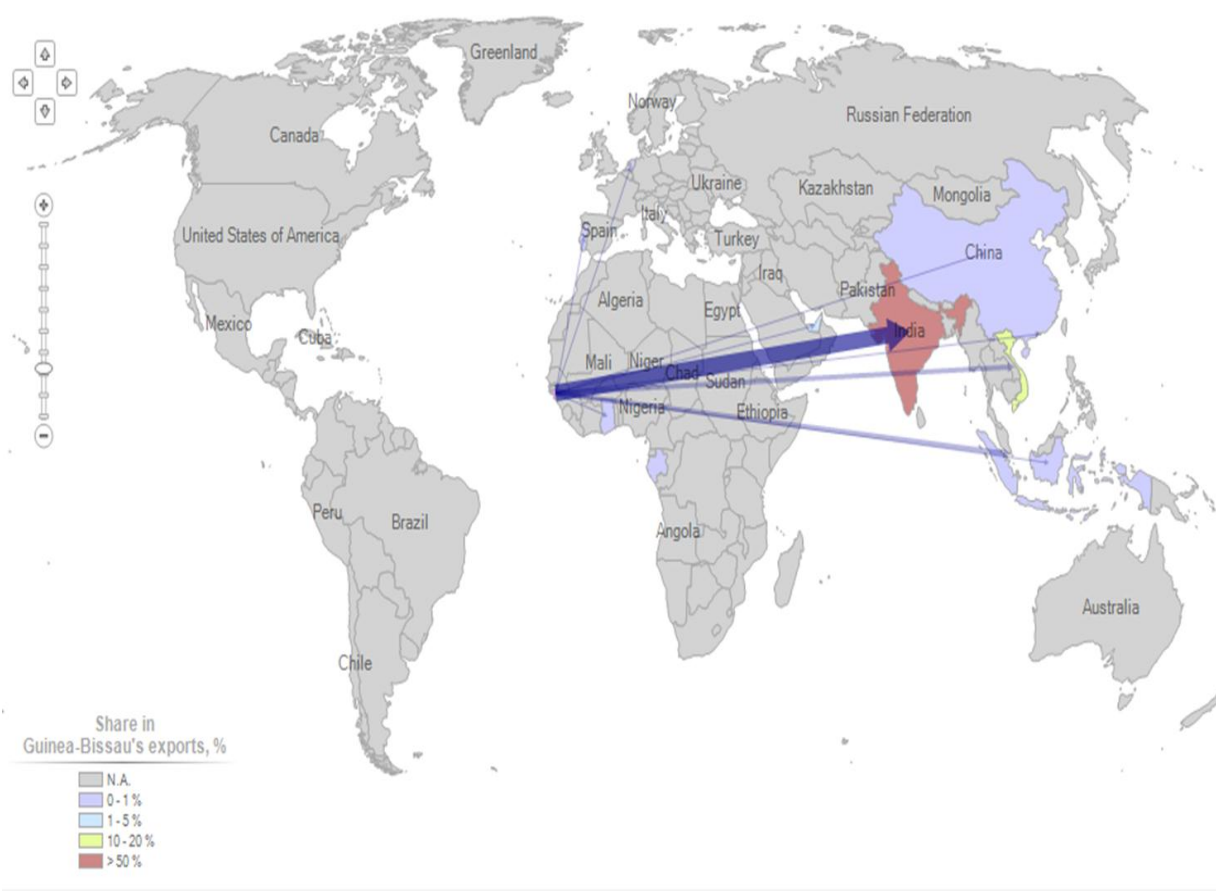 Greenland
Norway
Russian Federation
Canada
Ukraine
Kazakhstan
Mongolia
Italy
Spain
United States of America
Turkey
China
Iraq
Pakistan
Algeria
Egypt
Mexico
Cuba
India
Mali
Niger
Chad
Sudan
Nigeria
Ethiopia
Peru
Brazil
Angola
Australia
Chile
Share in
Guinea-Bissau's exports, %
N.A.
0 - 1 %
1 - 5 %
10 - 20 %
> 50 %